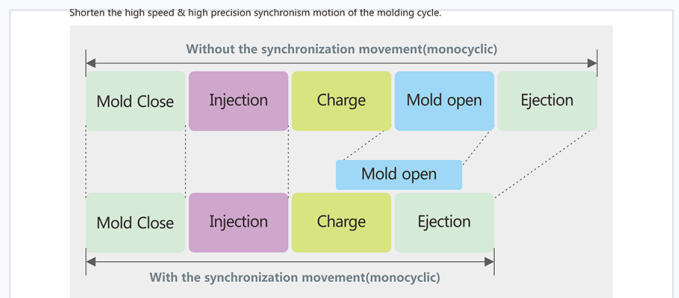 Shorten the high speed & high precision synchronism motion of the molding cycle.
Without the synchronization movement(monocyclic)
Mold Close Injection Charge Mold open Ejection
Mold open
Mold Close Injection Charge Ejection
With the synchronization movement(monocyclic)